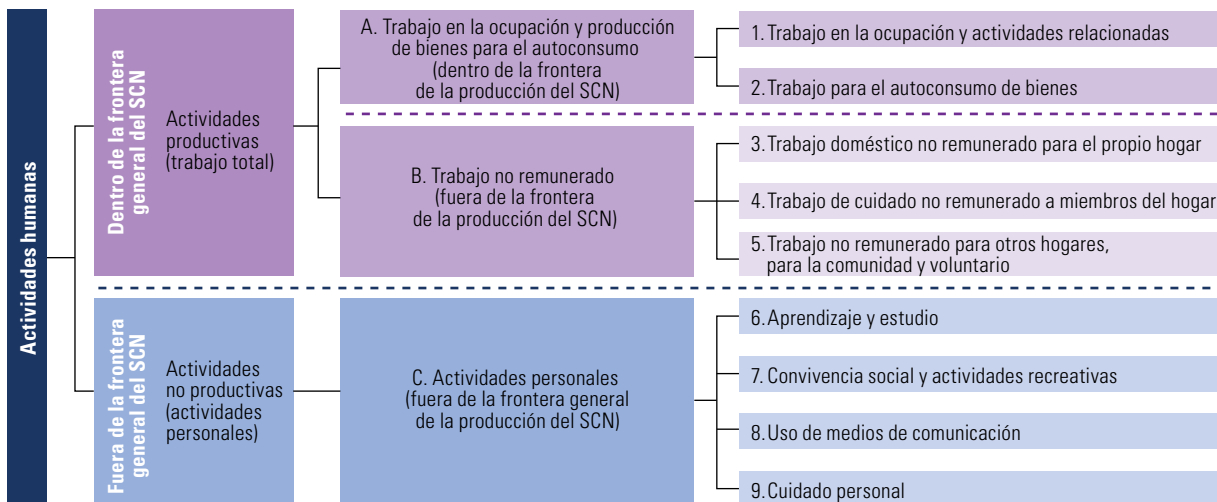 Actividades humanas
Dentro de la frontera
general del SCN
Actividades
productivas
(trabajo total)
A. Trabajo en la ocupación y producción
de bienes para el autoconsumo
(dentro de la frontera
de la producción del SCN)
1. Trabajo en la ocupación y actividades relacionadas
2. Trabajo para el autoconsumo de bienes
B. Trabajo no remunerado
(fuera de la frontera
de la producción del SCN)
3. Trabajo doméstico no remunerado para el propio hogar
4. Trabajo de cuidado no remunerado a miembros del hogar
5. Trabajo no remunerado para otros hogares,
para la comunidad y voluntario
Fuera de la frontera
general del SCN
Actividades
no productivas
(actividades
personales)
C. Actividades personales
(fuera de la frontera general
de la producción del SCN)
6. Aprendizaje y estudio
7. Convivencia social y actividades recreativas
8. Uso de medios de comunicación
9. Cuidado personal